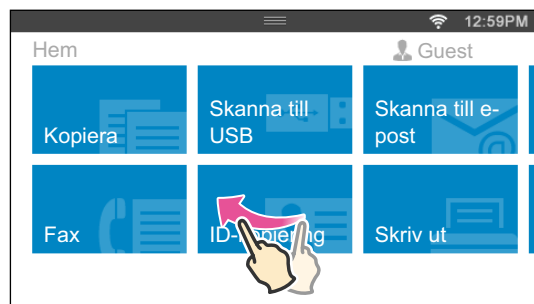 12:59PM
Hem
Guest
Kopiera
Skanna till
USB
Skanna till e-
post
Fax
ID-kopiering
Skriv ut